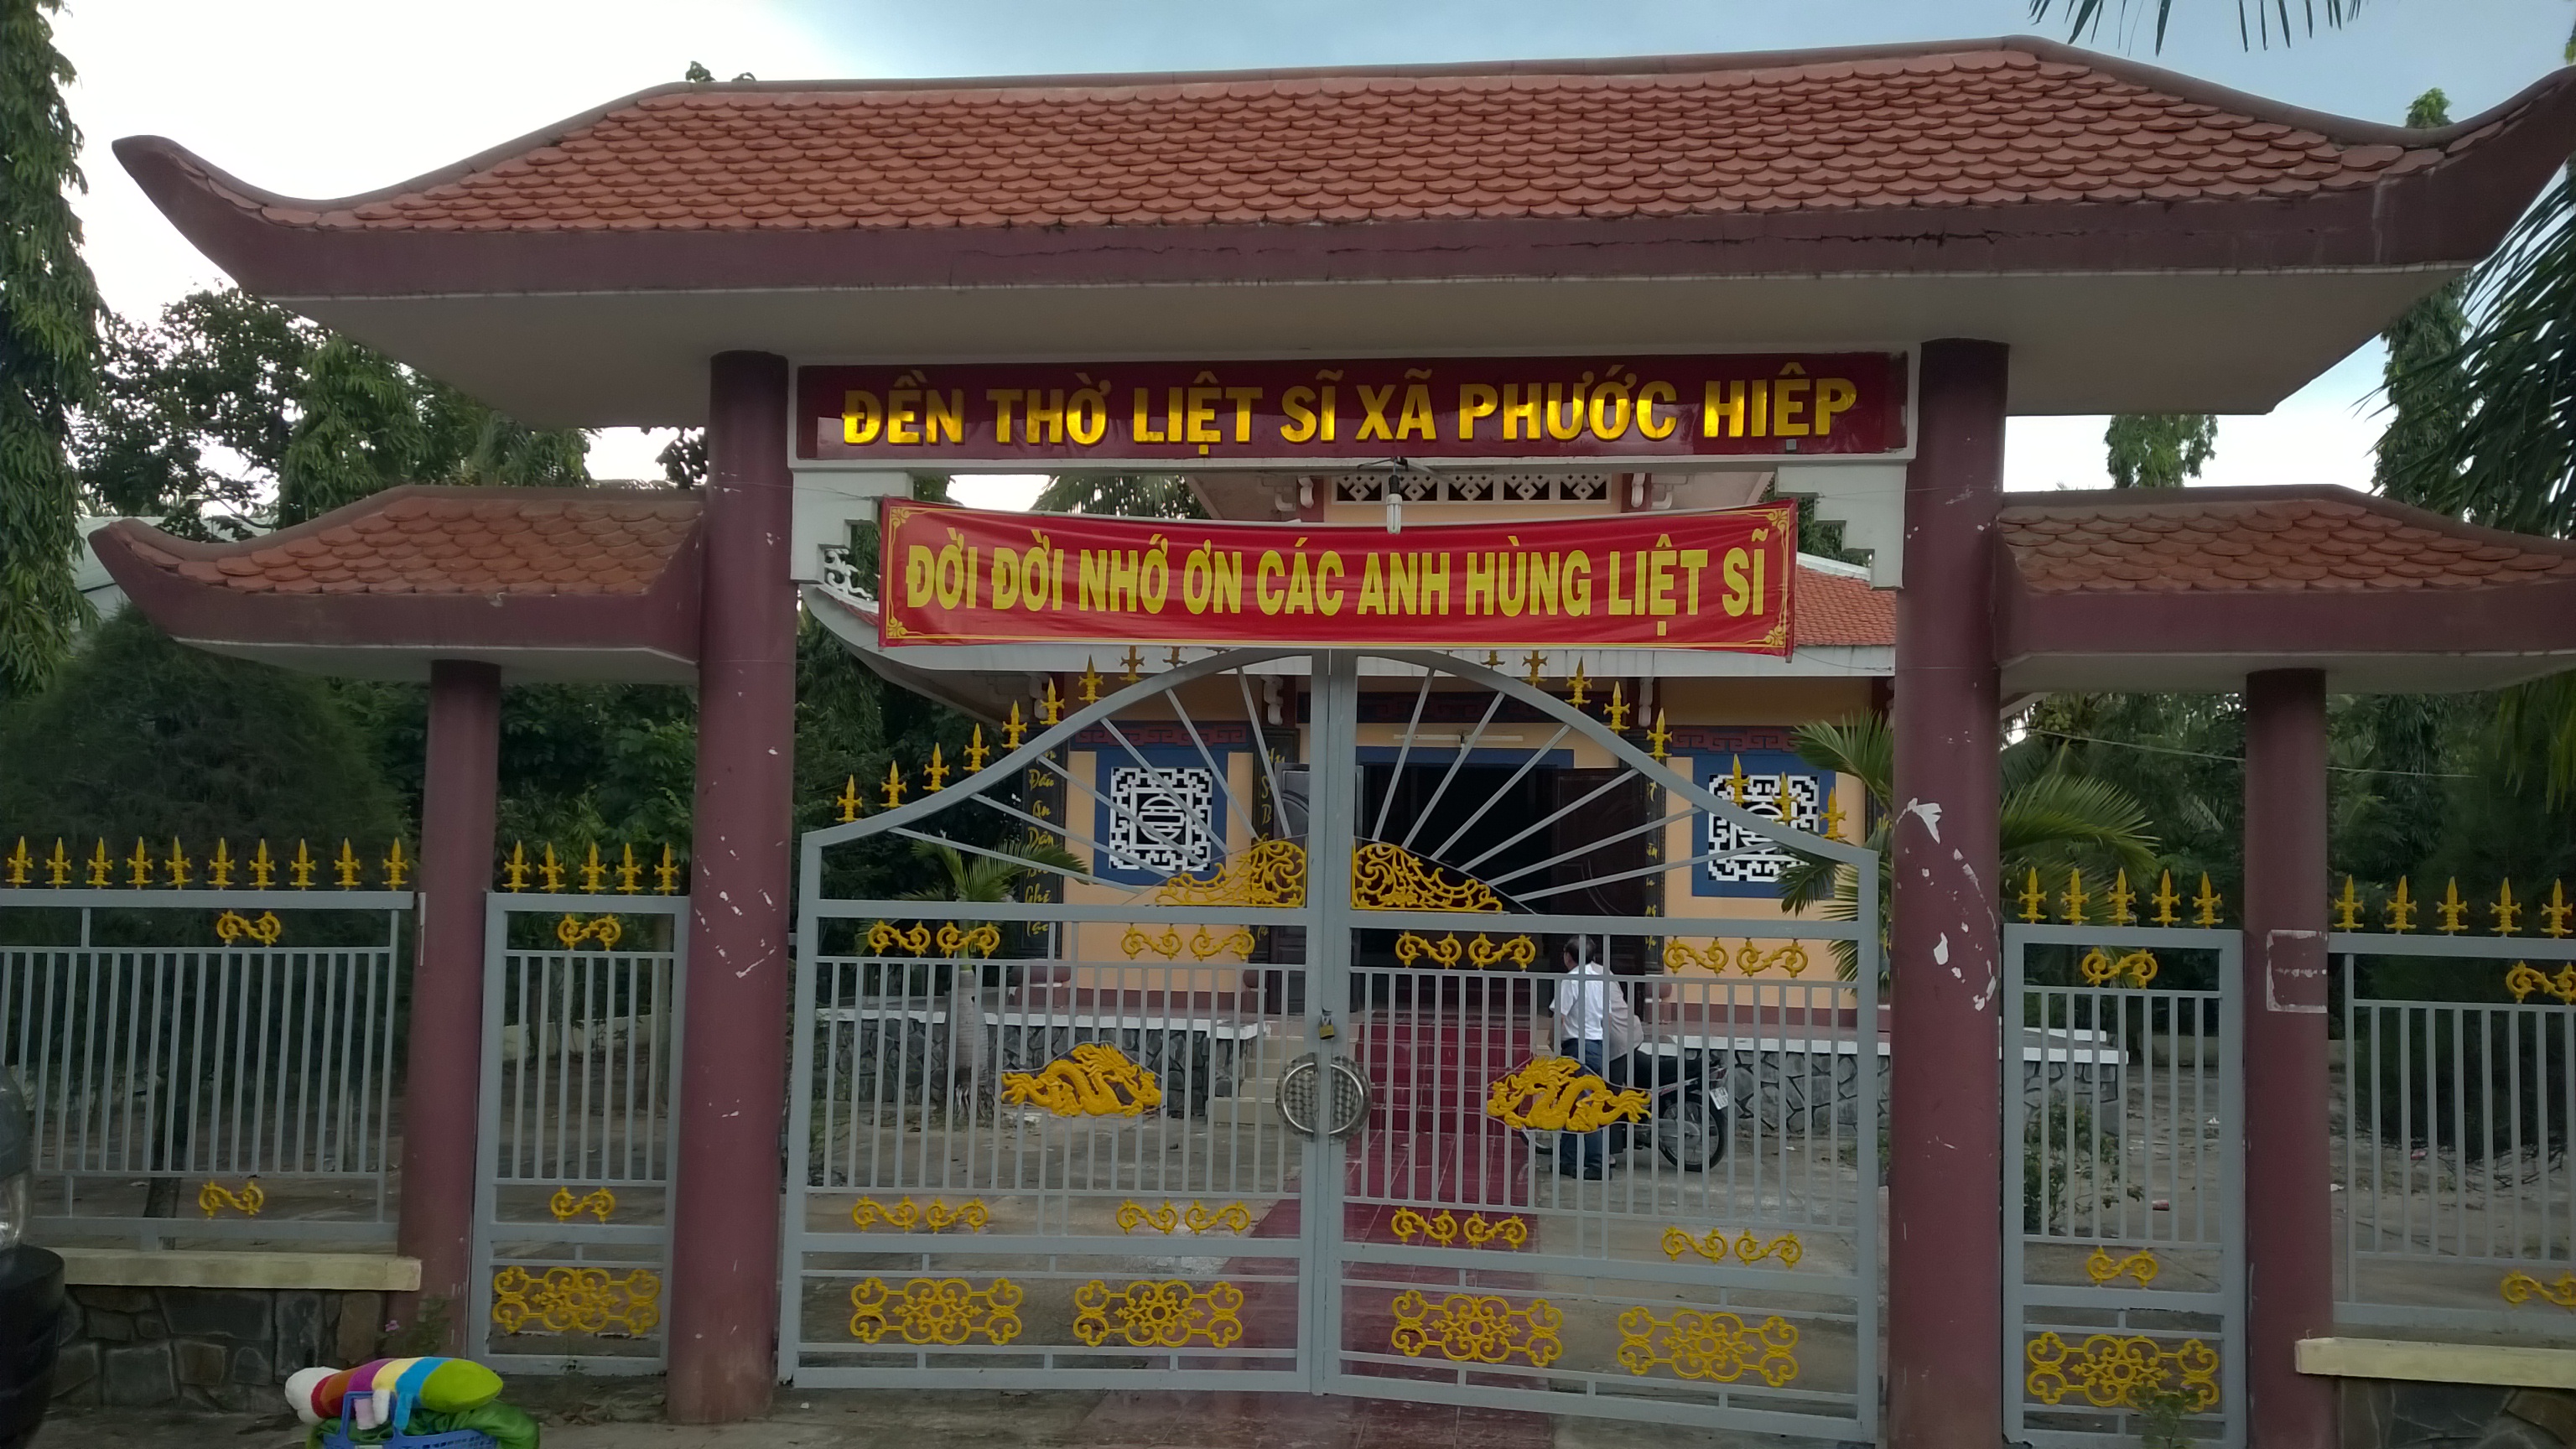 ĐỀN THỜ LIỆT SĨ XÃ PHƯỚC HIỆP
ĐỜI ĐỜI NHỚ ƠN CÁC ANH HÙNG LIỆT SĨ